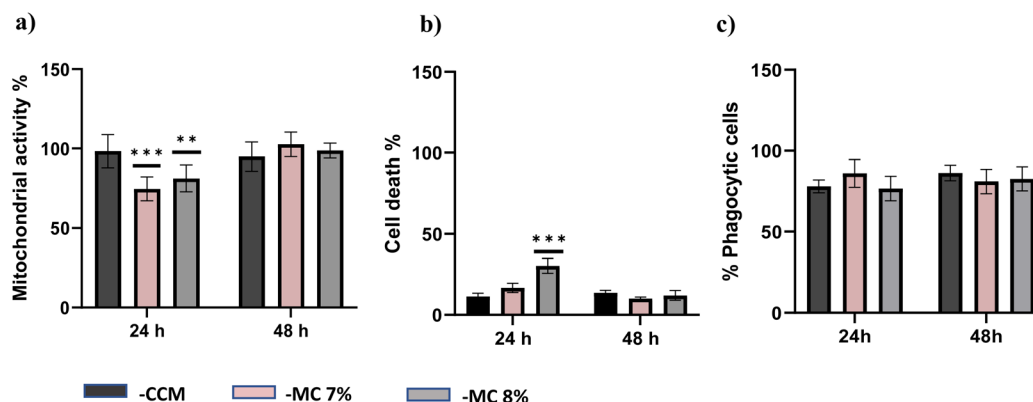 a)
Mitochondrial activity %
150
100
50
0
***
**
24 h
48 h
b)
Cell death %
150
100
50
0
***
24 h
48 h
c)
% Phagocytic cells
150
100
50
0
24h
48 h
-CCM
-MC 7%
-MC 8%